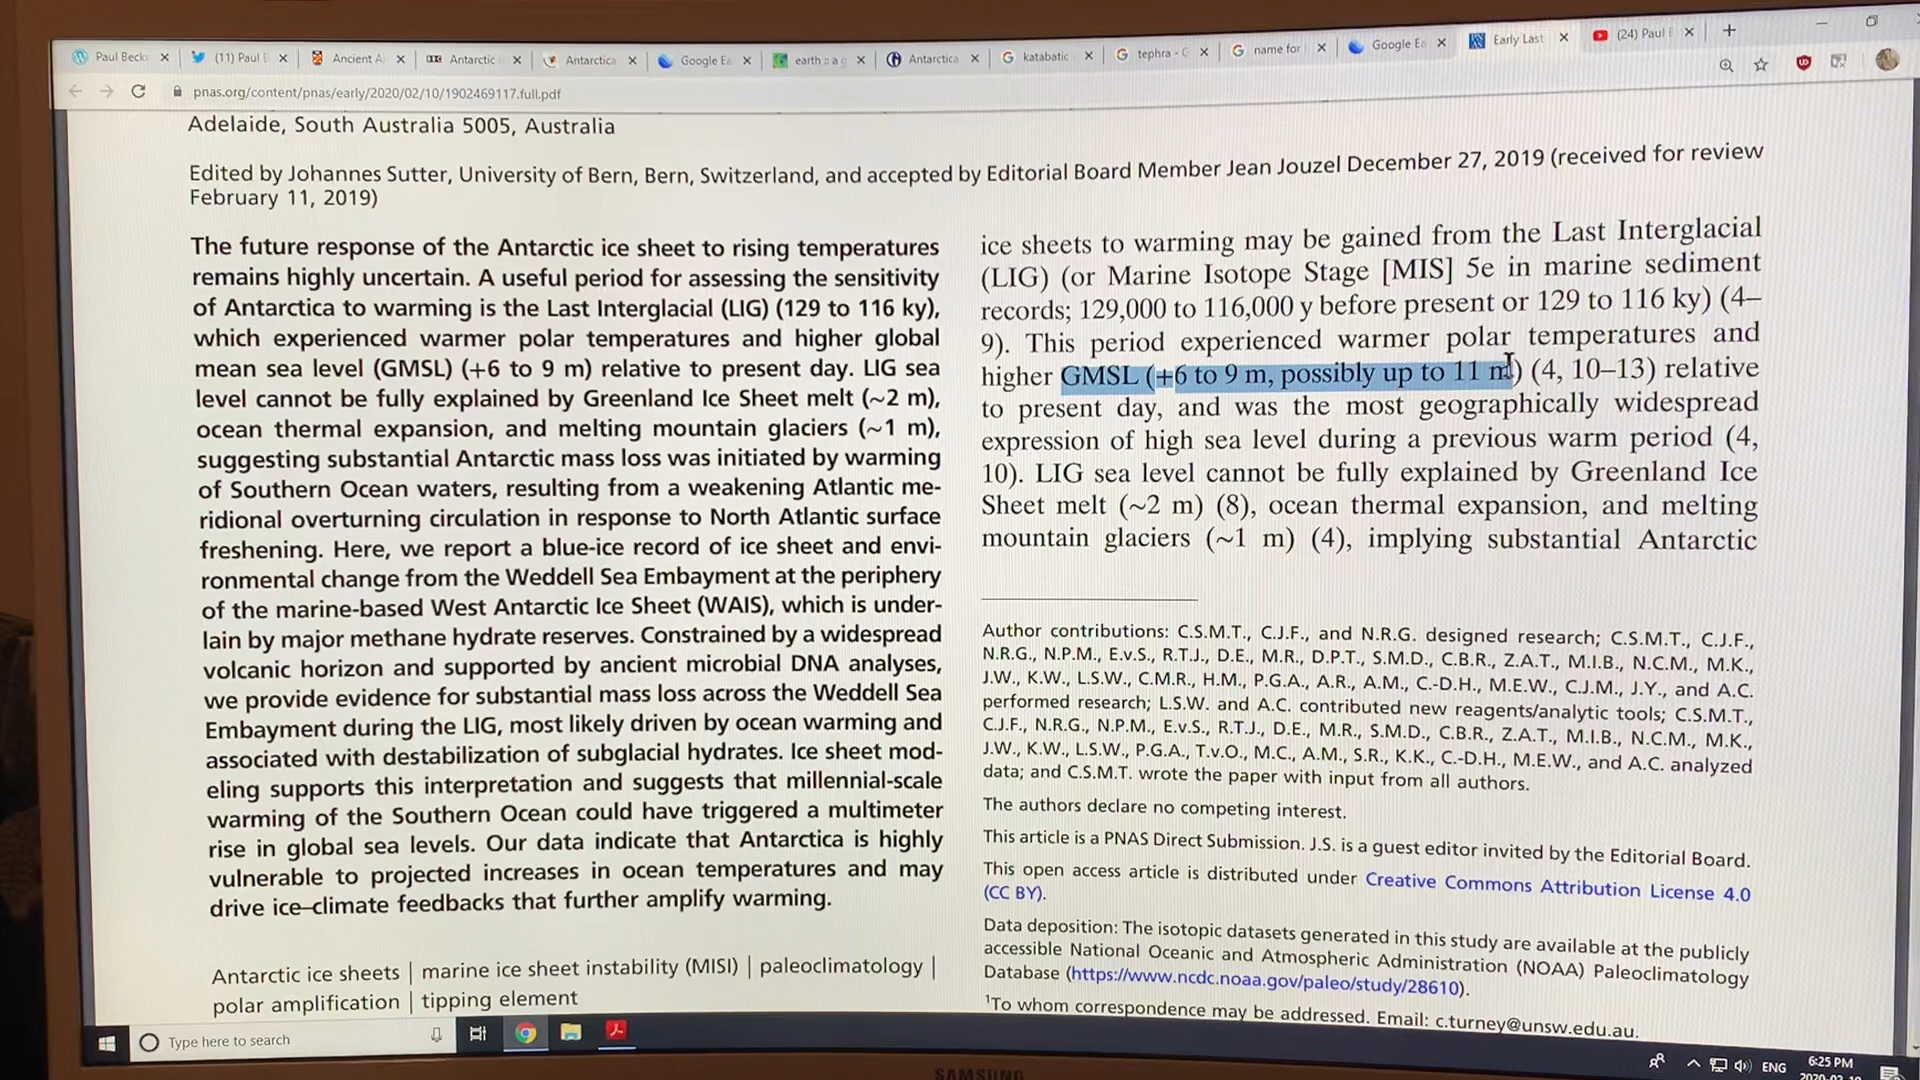 Paul Beck
(11) Paul B
Ancient A
Antarctic
Antarctica
Google Ea
earth :: a g
Antarctica
katabatic
tephra - G
name for
Google Ea
Early Last
(24) Paul B
pnas.org/content/pnas/early/2020/02/10/1902469117.full.pdf
Adelaide, South Australia 5005, Australia
Edited by Johannes Sutter, University of Bern, Bern, Switzerland, and accepted by Editorial Board Member Jean Jouzel December 27, 2019 (received for review
February 11, 2019)
The future response of the Antarctic ice sheet to rising temperatures
remains highly uncertain. A useful period for assessing the sensitivity
of Antarctica to warming is the Last Interglacial (LIG) (129 to 116 ky),
which experienced warmer polar temperatures and higher global
mean sea level (GMSL) (+6 to 9 m) relative to present day. LIG sea
level cannot be fully explained by Greenland Ice Sheet melt (~2 m),
ocean thermal expansion, and melting mountain glaciers (~1 m),
suggesting substantial Antarctic mass loss was initiated by warming
of Southern Ocean waters, resulting from a weakening Atlantic me-
ridional overturning circulation in response to North Atlantic surface
freshening. Here, we report a blue-ice record of ice sheet and envi-
ronmental change from the Weddell Sea Embayment at the periphery
of the marine-based West Antarctic Ice Sheet (WAIS), which is under-
lain by major methane hydrate reserves. Constrained by a widespread
volcanic horizon and supported by ancient microbial DNA analyses,
we provide evidence for substantial mass loss across the Weddell Sea
Embayment during the LIG, most likely driven by ocean warming and
associated with destabilization of subglacial hydrates. Ice sheet mod-
eling supports this interpretation and suggests that millennial-scale
warming of the Southern Ocean could have triggered a multimeter
rise in global sea levels. Our data indicate that Antarctica is highly
vulnerable to projected increases in ocean temperatures and may
drive ice–climate feedbacks that further amplify warming.
Antarctic ice sheets | marine ice sheet instability (MISI) | paleoclimatology |
polar amplification | tipping element
ice sheets to warming may be gained from the Last Interglacial
(LIG) (or Marine Isotope Stage [MIS] 5e in marine sediment
records; 129,000 to 116,000 y before present or 129 to 116 ky) (4–
9). This period experienced warmer polar temperatures and
higher GMSL (+6 to 9 m, possibly up to 11 m) (4, 10–13) relative
to present day, and was the most geographically widespread
expression of high sea level during a previous warm period (4,
10). LIG sea level cannot be fully explained by Greenland Ice
Sheet melt (~2 m) (8), ocean thermal expansion, and melting
mountain glaciers (~1 m) (4), implying substantial Antarctic
Author contributions: C.S.M.T., C.J.F., and N.R.G. designed research; C.S.M.T., C.J.F.,
N.R.G., N.P.M., E.v.S., R.T.J., D.E., M.R., D.P.T., S.M.D., C.B.R., Z.A.T., M.I.B., N.C.M., M.K.,
J.W., K.W., L.S.W., C.M.R., H.M., P.G.A., A.R., A.M., C.-D.H., M.E.W., C.J.M., J.Y., and A.C.
performed research; L.S.W. and A.C. contributed new reagents/analytic tools; C.S.M.T.,
C.J.F., N.R.G., N.P.M., E.v.S., R.T.J., D.E., M.R., S.M.D., C.B.R., Z.A.T., M.I.B., N.C.M., M.K.,
J.W., K.W., L.S.W., P.G.A., T.v.O., M.C., A.M., S.R., K.K., C.-D.H., M.E.W., and A.C. analyzed
data; and C.S.M.T. wrote the paper with input from all authors.
The authors declare no competing interest.
This article is a PNAS Direct Submission. J.S. is a guest editor invited by the Editorial Board.
This open access article is distributed under Creative Commons Attribution License 4.0
(CC BY).
Data deposition: The isotopic datasets generated in this study are available at the publicly
accessible National Oceanic and Atmospheric Administration (NOAA) Paleoclimatology
Database (https://www.ncdc.noaa.gov/paleo/study/28610).
1To whom correspondence may be addressed. Email: c.turney@unsw.edu.au.
Type here to search
ENG
6:25 PM
2020-02-19
SAMSUNG